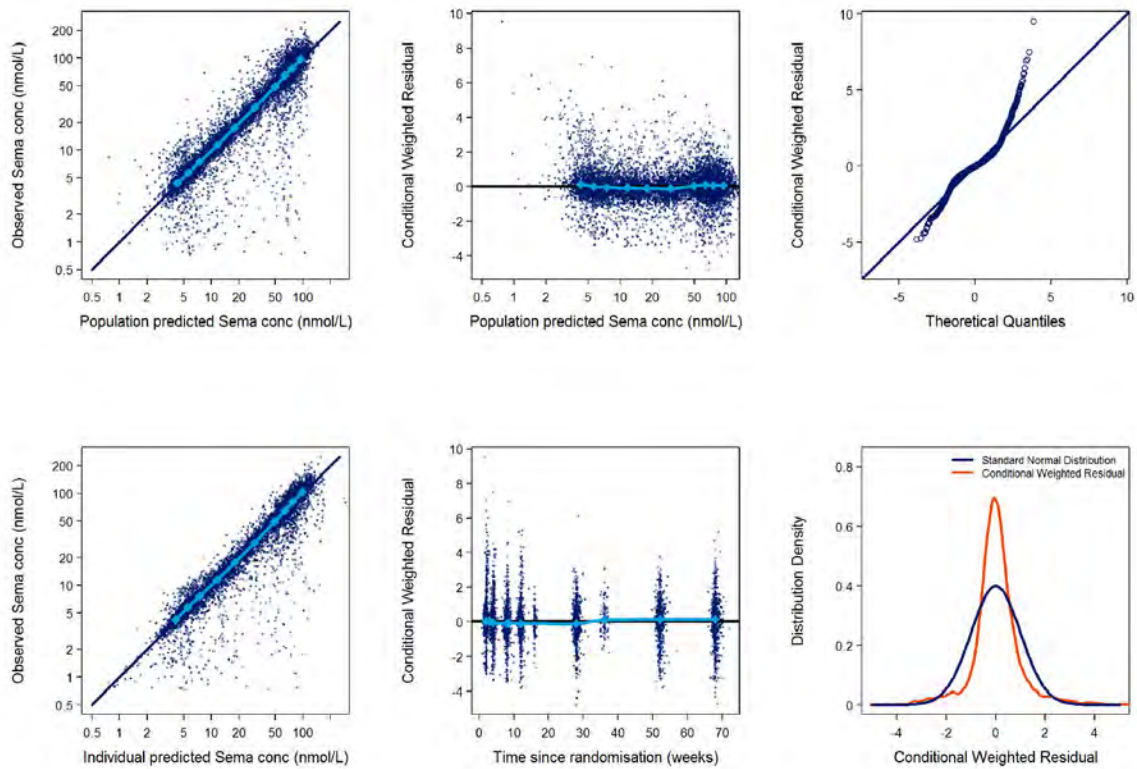 Observed Sema conc (nmol/L)
200
100
50
20
10
5
2
1
0.5
0.5 1 2 5 10 20 50 100
Population predicted Sema conc (nmol/L)
Conditional Weighted Residual
10
8
6
4
2
0
-2
-4
0.5 1 2 5 10 20 50 100
Population predicted Sema conc (nmol/L)
Conditional Weighted Residual
10
5
0
-5
-5 0 5 10
Theoretical Quantiles
Observed Sema conc (nmol/L)
200
100
50
20
10
5
2
1
0.5
0.5 1 2 5 10 20 50 100
Individual predicted Sema conc (nmol/L)
Conditional Weighted Residual
10
8
6
4
2
0
-2
-4
0 10 20 30 40 50 60 70
Time since randomisation (weeks)
Distribution Density
0.8
0.6
0.4
0.2
0.0
Standard Normal Distribution
Conditional Weighted Residual
-4 -2 0 2 4
Conditional Weighted Residual